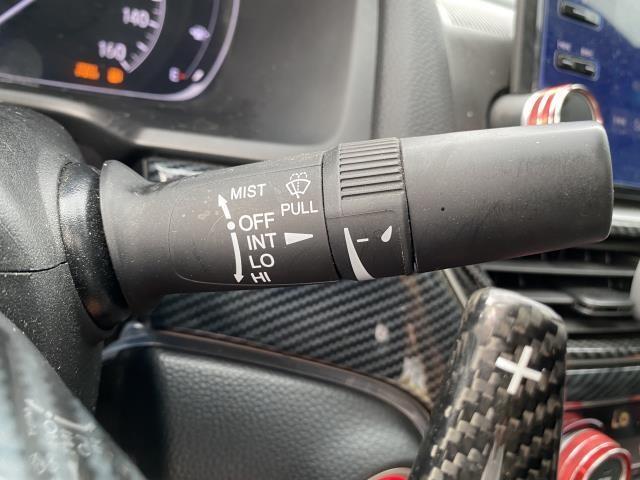 140
160
MIST
OFF
PULL
INT
LO
HI
+